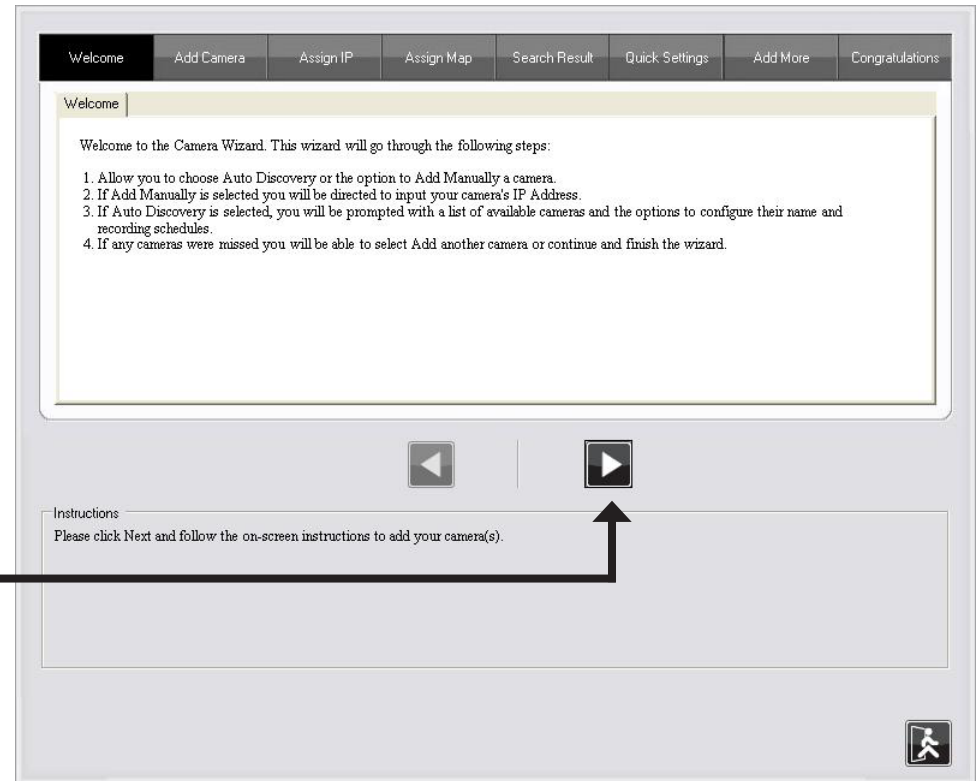 Welcome Add Camera Assign IP Assign Map Search Result Quick Settings Add More Congratulations
Welcome
Welcome to the Camera Wizard. This wizard will go through the following steps:
1. Allow you to choose Auto Discovery or the option to Add Manually a camera.
2. If Add Manually is selected you will be directed to input your camera's IP Address.
3. If Auto Discovery is selected, you will be prompted with a list of available cameras and the options to configure their name and
recording schedules.
4. If any cameras were missed you will be able to select Add another camera or continue and finish the wizard.
Instructions
Please click Next and follow the on-screen instructions to add your camera(s).